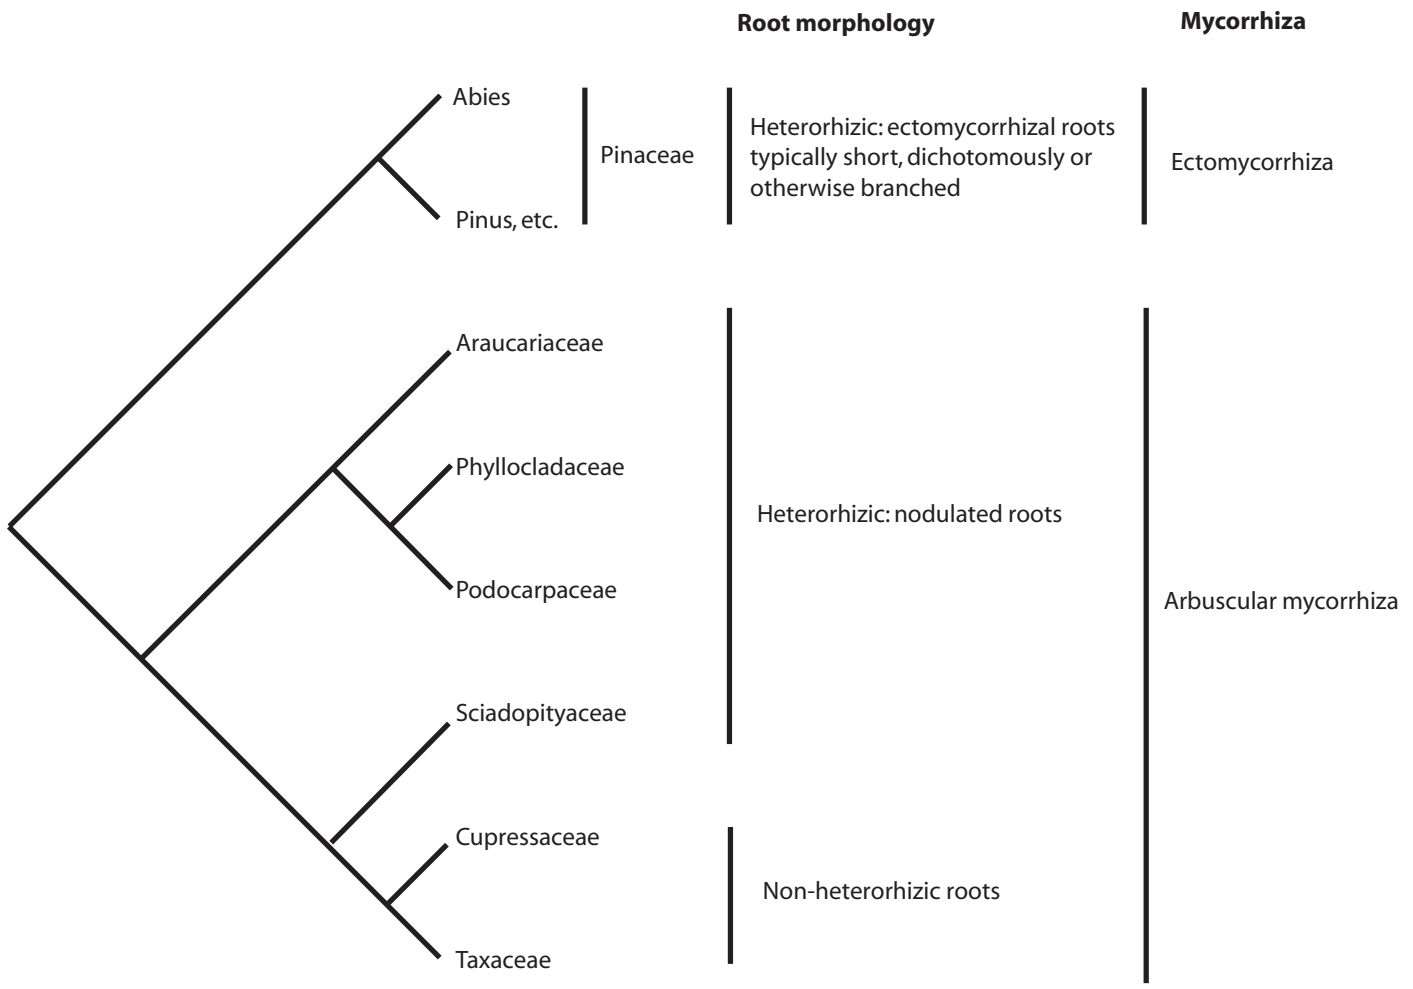 Root morphology
Mycorrhiza
Abies
Pinus, etc.
Pinaceae
Heterorhizic: ectomycorrhizal roots
typically short, dichotomously or
otherwise branched
Ectomycorrhiza
Araucariaceae
Phyllocladaceae
Podocarpaceae
Sciadopityaceae
Heterorhizic: nodulated roots
Arbuscular mycorrhiza
Cupressaceae
Taxaceae
Non-heterorhizic roots